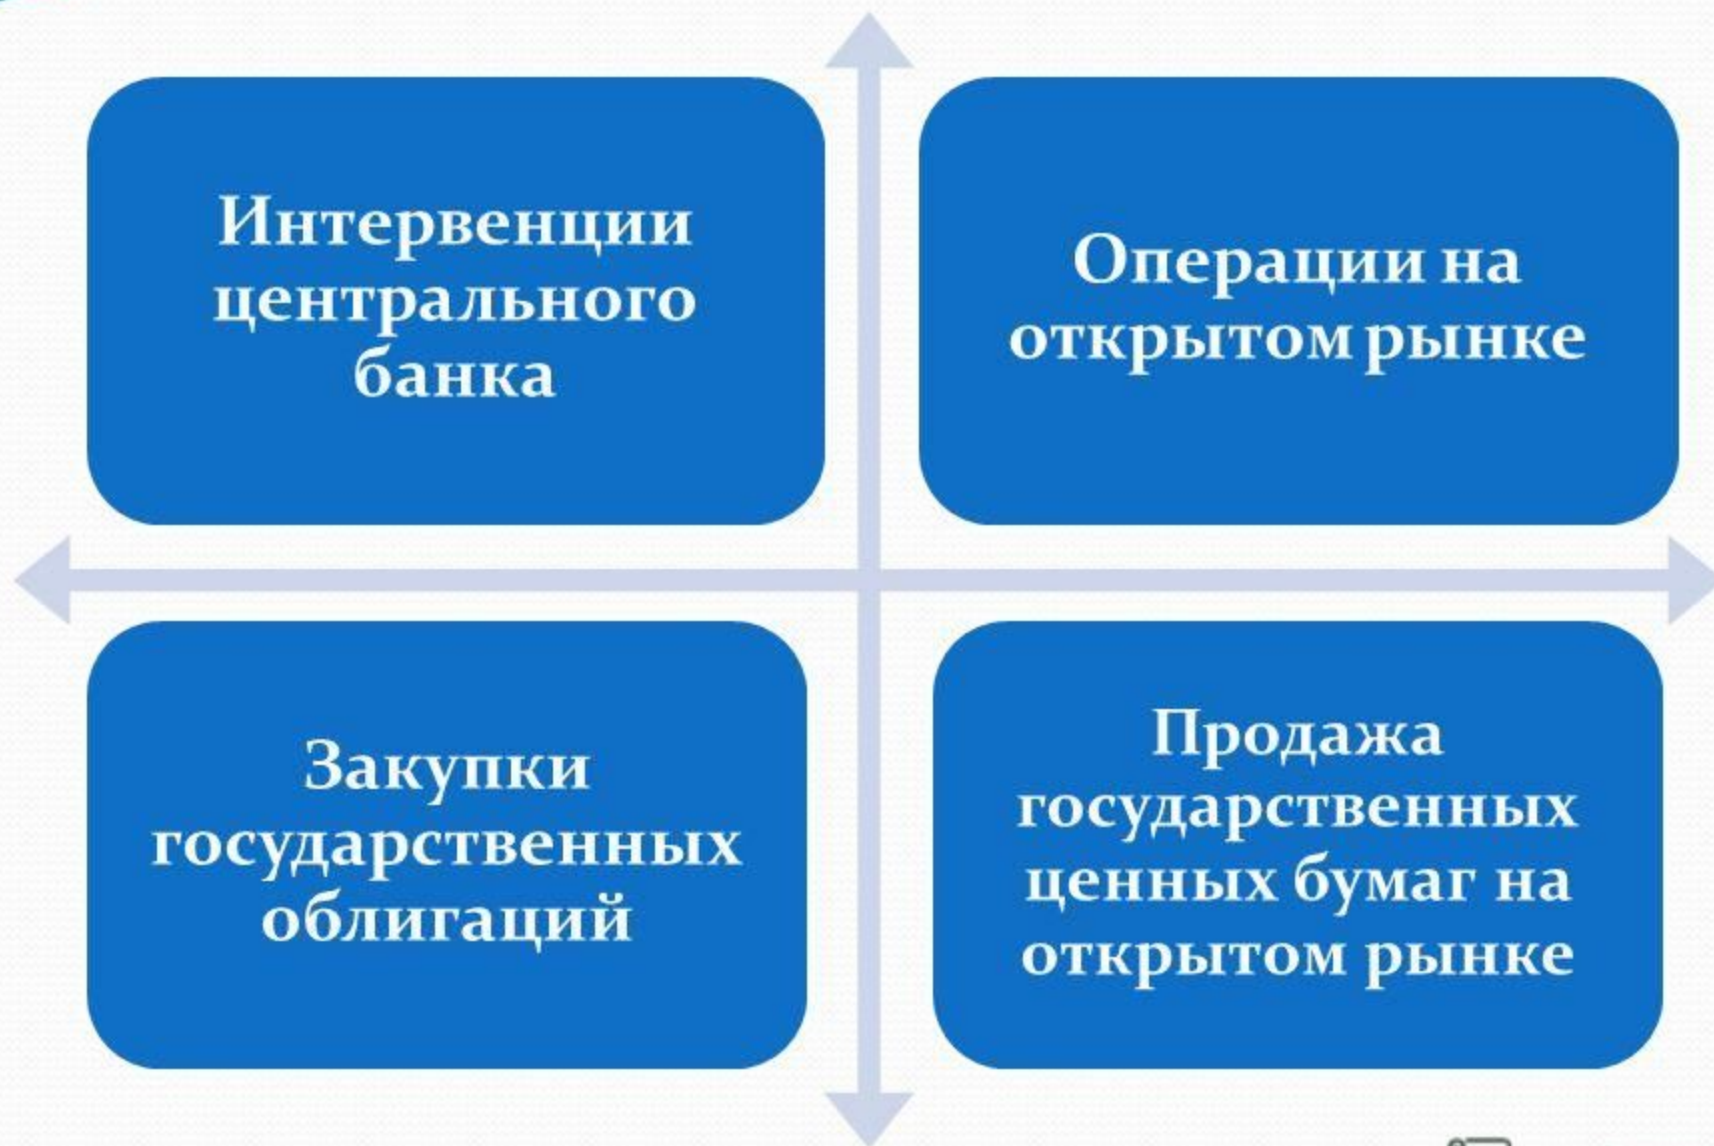 Интервенции
центрального
банка
Операции на
открытом рынке
Закупки
государственных
облигаций
Продажа
государственных
ценных бумаг на
открытом рынке